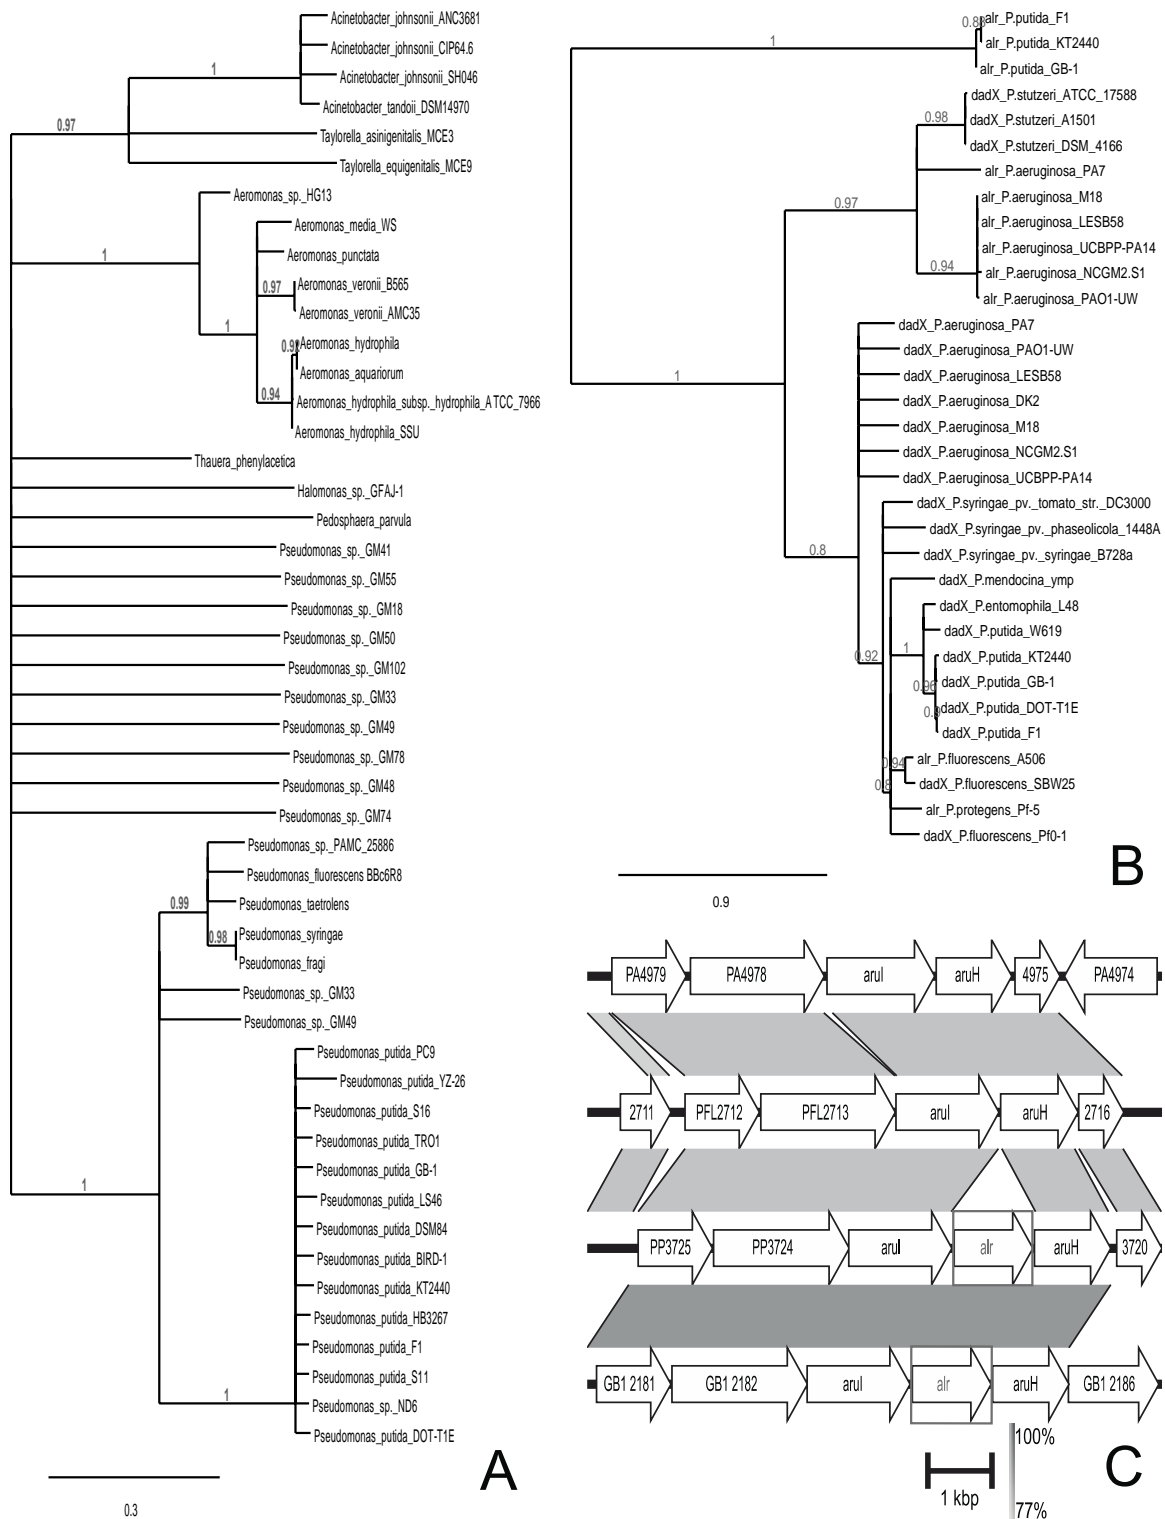 Acinetobacter_johnsonii_ANC3681
Acinetobacter_johnsonii_CIP64.6
1
Acinetobacter_johnsonii_SH046
Acinetobacter_tandoii_DSM14970
0.97
Taylorella_asinigenitalis_MCE3
Taylorella_equigenitalis_MCE9
Aeromonas_sp._HG13
Aeromonas_media_WS
1
Aeromonas_punctata
0.97
Aeromonas_veronii_B565
Aeromonas_veronii_AMC35
1
Aeromonas_hydrophila
Aeromonas_aquariorum
0.94
Aeromonas_hydrophila_subsp._hydrophila_ATCC_7966
Aeromonas_hydrophila_SSU
Thauera_phenylacetica
Halomonas_sp._GFAJ-1
Pedosphaera_parvula
Pseudomonas_sp._GM41
Pseudomonas_sp._GM55
Pseudomonas_sp._GM18
Pseudomonas_sp._GM50
Pseudomonas_sp._GM102
Pseudomonas_sp._GM33
Pseudomonas_sp._GM49
Pseudomonas_sp._GM78
Pseudomonas_sp._GM48
Pseudomonas_sp._GM74
Pseudomonas_sp._PAMC_25886
Pseudomonas_fluorescens BBc6R8
0.99
Pseudomonas_taetrolens
0.98
Pseudomonas_syringae
Pseudomonas_fragi
Pseudomonas_sp._GM33
Pseudomonas_sp._GM49
Pseudomonas_putida_PC9
Pseudomonas_putida_YZ-26
Pseudomonas_putida_S16
Pseudomonas_putida_TRO1
Pseudomonas_putida_GB-1
1
Pseudomonas_putida_LS46
Pseudomonas_putida_DSM84
Pseudomonas_putida_BIRD-1
Pseudomonas_putida_KT2440
Pseudomonas_putida_HB3267
Pseudomonas_putida_F1
Pseudomonas_putida_S11
1
Pseudomonas_sp._ND6
Pseudomonas_putida_DOT-T1E
0.3
A
alr_P.putida_F1
1
alr_P.putida_KT2440
alr_P.putida_GB-1
dadX_P.stutzeri_ATCC_17588
0.98
dadX_P.stutzeri_A1501
dadX_P.stutzeri_DSM_4166
alr_P.aeruginosa_PA7
0.97
alr_P.aeruginosa_M18
alr_P.aeruginosa_LESB58
alr_P.aeruginosa_UCBPP-PA14
0.94
alr_P.aeruginosa_NCGM2.S1
alr_P.aeruginosa_PAO1-UW
dadX_P.aeruginosa_PA7
dadX_P.aeruginosa_PAO1-UW
1
dadX_P.aeruginosa_LESB58
dadX_P.aeruginosa_DK2
dadX_P.aeruginosa_M18
dadX_P.aeruginosa_NCGM2.S1
dadX_P.aeruginosa_UCBPP-PA14
dadX_P.syringae_pv._tomato_str._DC3000
dadX_P.syringae_pv._phaseolicola_1448A
0.8
dadX_P.syringae_pv._syringae_B728a
dadX_P.mendocina_ymp
dadX_P.entomophila_L48
dadX_P.putida_W619
0.92
1
dadX_P.putida_KT2440
0.96
dadX_P.putida_GB-1
dadX_P.putida_DOT-T1E
dadX_P.putida_F1
0.94
alr_P.fluorescens_A506
dadX_P.fluorescens_SBW25
alr_P.protegens_Pf-5
dadX_P.fluorescens_Pf0-1
0.9
B
PA4979 PA4978 aruI aruH 4975 PA4974
2711 PFL2712 PFL2713 aruI aruH 2716
PP3725 PP3724 aruI alr aruH 3720
GB1 2181 GB1 2182 aruI alr aruH GB1 2186
1 kbp
100%
77%
C